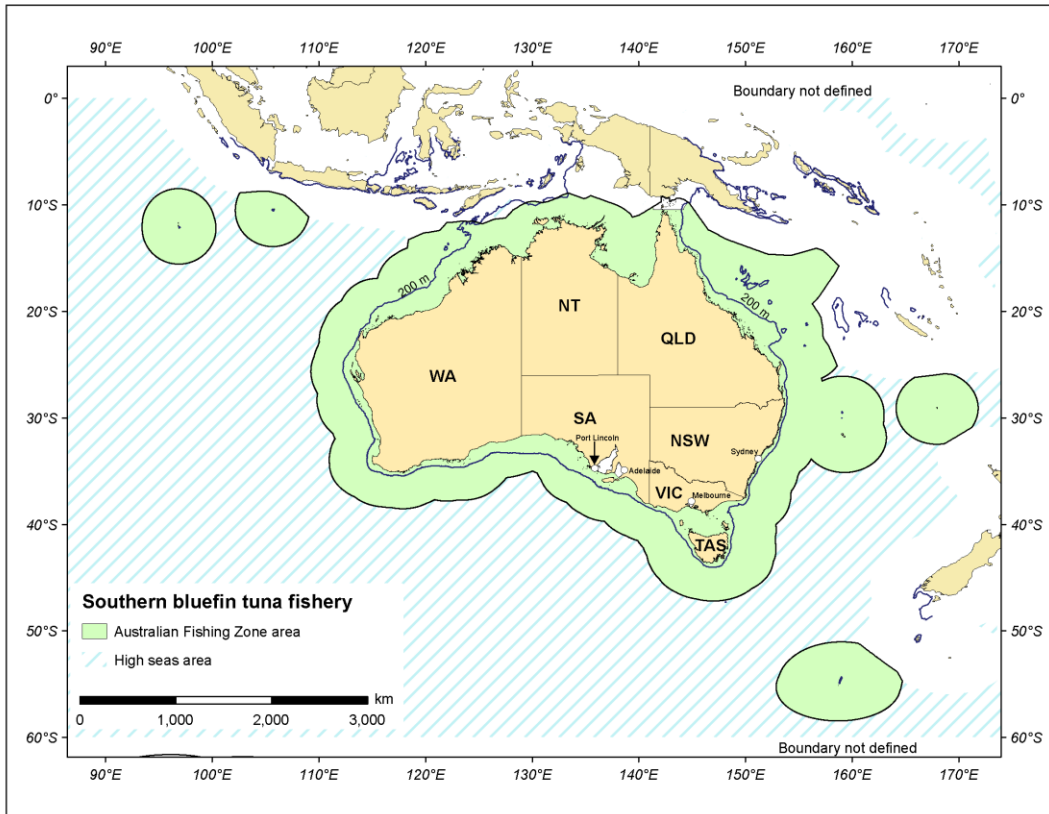 90°E 100°E 110°E 120°E 130°E 140°E 150°E 160°E 170°E
Boundary not defined
0° 0°
10°S 10°S
200 m
200 m
20°S 20°S
NT
QLD
WA
30°S 30°S
SA
Port Lincoln
NSW
Sydney
Adelaide
VIC
Melbourne
40°S 40°S
TAS
Southern bluefin tuna fishery
Australian Fishing Zone area
50°S 50°S
High seas area
km
0 1,000 2,000 3,000
60°S 60°S
Boundary not defined
90°E 100°E 110°E 120°E 130°E 140°E 150°E 160°E 170°E